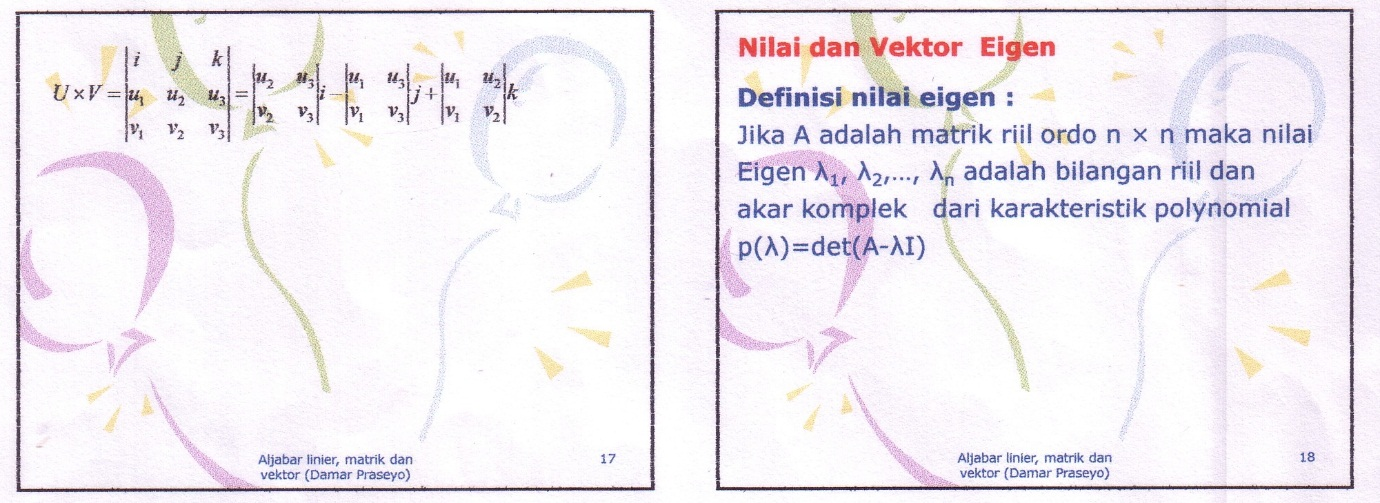 U×V = |i j k; u₁ u₂ u₃; v₁ v₂ v₃| = |u₂ u₃; v₂ v₃| i − |u₁ u₃; v₁ v₃| j + |u₁ u₂; v₁ v₂| k
Aljabar linier, matrik dan
vektor (Damar Praseyo)
17
Nilai dan Vektor Eigen
Definisi nilai eigen :
Jika A adalah matrik riil ordo n × n maka nilai
Eigen λ₁, λ₂,..., λₙ adalah bilangan riil dan
akar komplek dari karakteristik polynomial
p(λ)=det(A-λI)
Aljabar linier, matrik dan
vektor (Damar Praseyo)
18